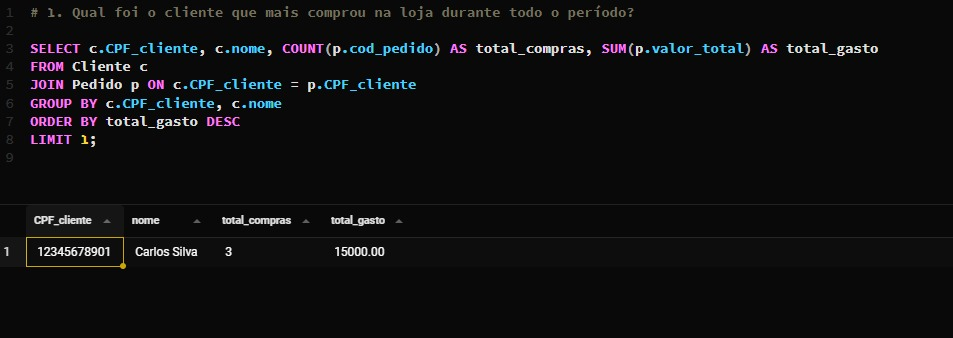 1 # 1. Qual foi o cliente que mais comprou na loja durante todo o período?
2
3 SELECT c.CPF_cliente, c.nome, COUNT(p.cod_pedido) AS total_compras, SUM(p.valor_total) AS total_gasto
4 FROM Cliente c
5 JOIN Pedido p ON c.CPF_cliente = p.CPF_cliente
6 GROUP BY c.CPF_cliente, c.nome
7 ORDER BY total_gasto DESC
8 LIMIT 1;
9
CPF_cliente nome total_compras total_gasto
1 12345678901 Carlos Silva 3 15000.00